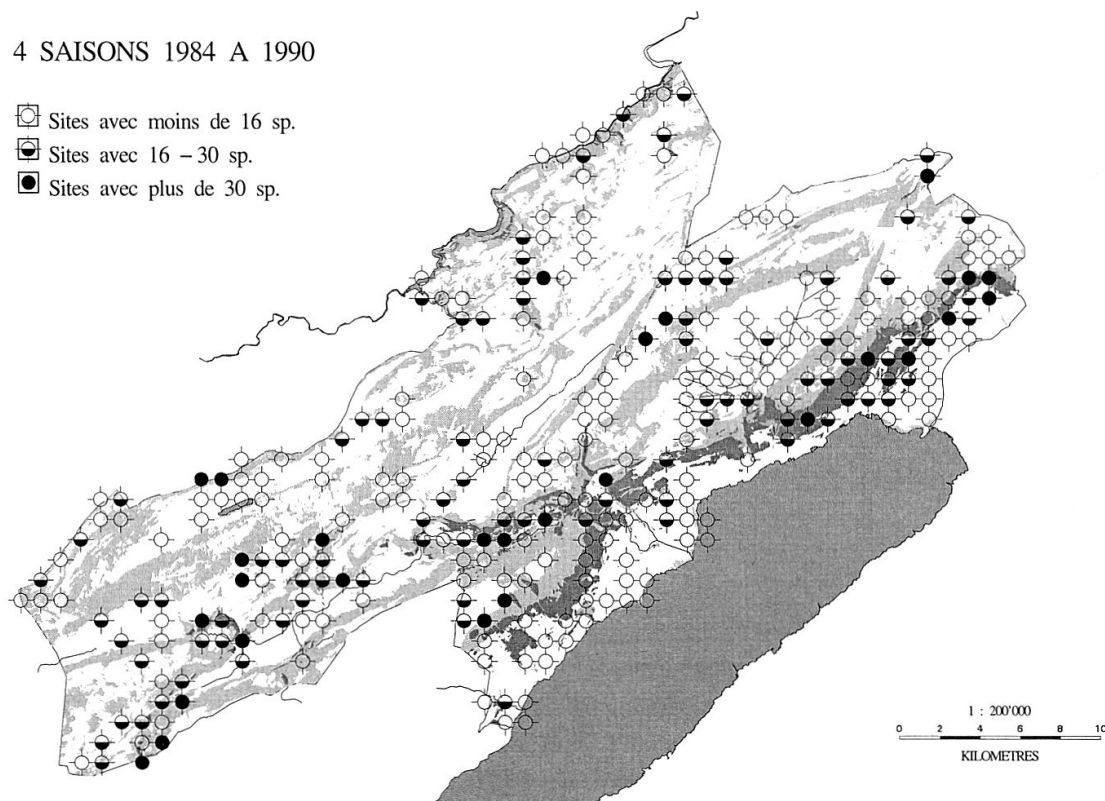 4 SAISONS 1984 A 1990
Sites avec moins de 16 sp.
Sites avec 16 – 30 sp.
Sites avec plus de 30 sp.
1 : 200'000
0 2 4 6 8 10
KILOMETRES